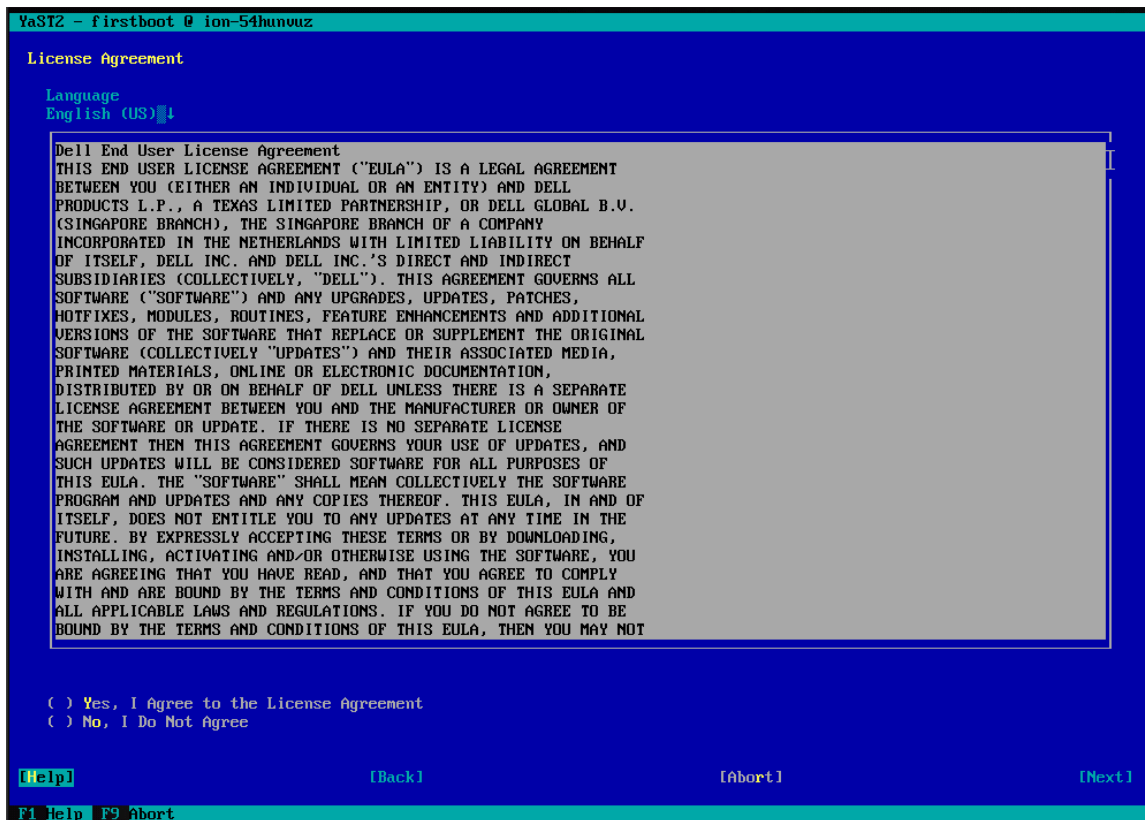 YaST2 - firstboot @ ion-54hunvuz
License Agreement
Language
English (US)
Dell End User License Agreement
THIS END USER LICENSE AGREEMENT ("EULA") IS A LEGAL AGREEMENT
BETWEEN YOU (EITHER AN INDIVIDUAL OR AN ENTITY) AND DELL
PRODUCTS L.P., A TEXAS LIMITED PARTNERSHIP, OR DELL GLOBAL B.V.
(SINGAPORE BRANCH), THE SINGAPORE BRANCH OF A COMPANY
INCORPORATED IN THE NETHERLANDS WITH LIMITED LIABILITY ON BEHALF
OF ITSELF, DELL INC. AND DELL INC.'S DIRECT AND INDIRECT
SUBSIDIARIES (COLLECTIVELY, "DELL"). THIS AGREEMENT GOVERNS ALL
SOFTWARE ("SOFTWARE") AND ANY UPGRADES, UPDATES, PATCHES,
HOTFIXES, MODULES, ROUTINES, FEATURE ENHANCEMENTS AND ADDITIONAL
VERSIONS OF THE SOFTWARE THAT REPLACE OR SUPPLEMENT THE ORIGINAL
SOFTWARE (COLLECTIVELY "UPDATES") AND THEIR ASSOCIATED MEDIA,
PRINTED MATERIALS, ONLINE OR ELECTRONIC DOCUMENTATION,
DISTRIBUTED BY OR ON BEHALF OF DELL UNLESS THERE IS A SEPARATE
LICENSE AGREEMENT BETWEEN YOU AND THE MANUFACTURER OR OWNER OF
THE SOFTWARE OR UPDATE. IF THERE IS NO SEPARATE LICENSE
AGREEMENT THEN THIS AGREEMENT GOVERNS YOUR USE OF UPDATES, AND
SUCH UPDATES WILL BE CONSIDERED SOFTWARE FOR ALL PURPOSES OF
THIS EULA. THE "SOFTWARE" SHALL MEAN COLLECTIVELY THE SOFTWARE
PROGRAM AND UPDATES AND ANY COPIES THEREOF. THIS EULA, IN AND OF
ITSELF, DOES NOT ENTITLE YOU TO ANY UPDATES AT ANY TIME IN THE
FUTURE. BY EXPRESSLY ACCEPTING THESE TERMS OR BY DOWNLOADING,
INSTALLING, ACTIVATING AND/OR OTHERWISE USING THE SOFTWARE, YOU
ARE AGREEING THAT YOU HAVE READ, AND THAT YOU AGREE TO COMPLY
WITH AND ARE BOUND BY THE TERMS AND CONDITIONS OF THIS EULA AND
ALL APPLICABLE LAWS AND REGULATIONS. IF YOU DO NOT AGREE TO BE
BOUND BY THE TERMS AND CONDITIONS OF THIS EULA, THEN YOU MAY NOT
( ) Yes, I Agree to the License Agreement
( ) No, I Do Not Agree
[Help] [Back] [Abort] [Next]
F1 Help F9 Abort